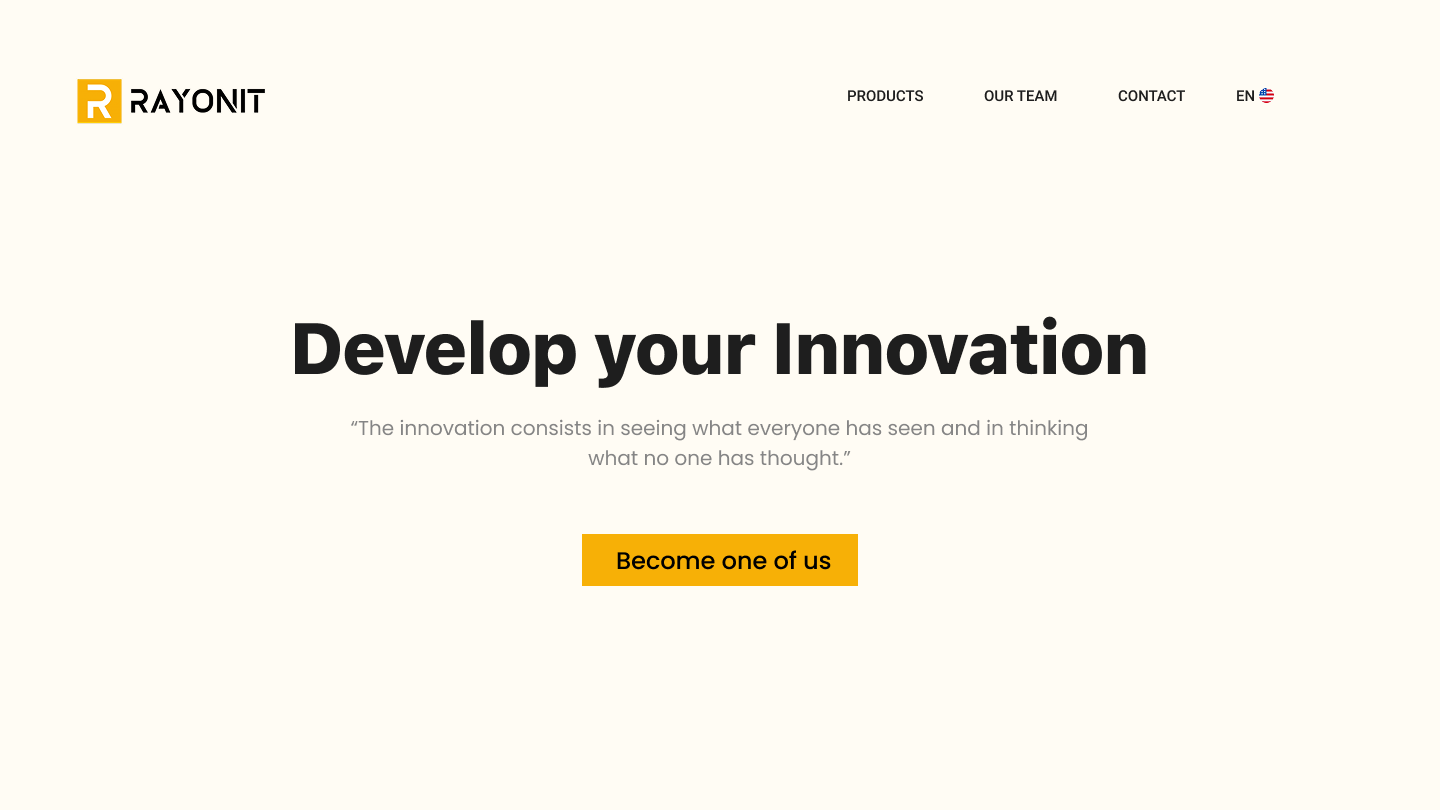 R RAYONIT
PRODUCTS OUR TEAM CONTACT EN
Develop your Innovation
“The innovation consists in seeing what everyone has seen and in thinking
what no one has thought.”
Become one of us